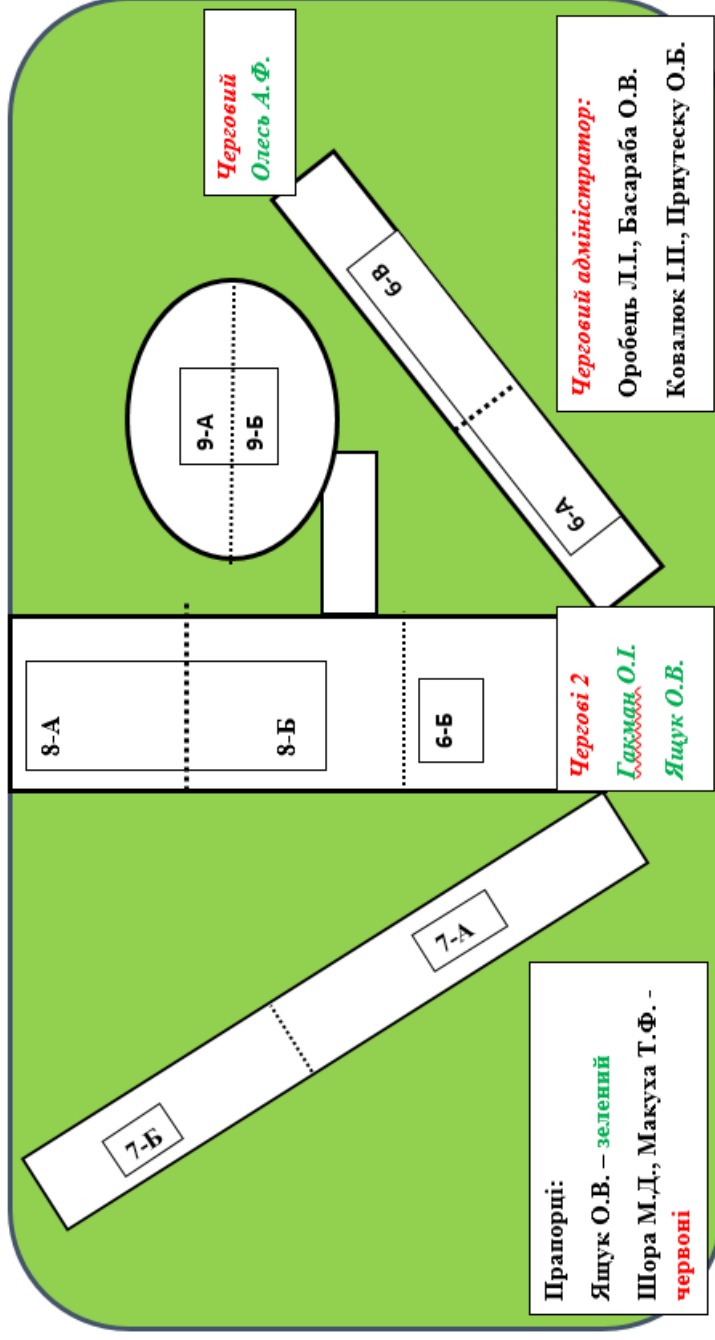 8-А
7-Б
9-А
Черговий
Олесь А.Ф.
9-Б
8-Б
6-В
6-Б
7-А
6-А
Прапорці:
Ящук О.В. – зелений
Шора М.Д., Макуха Т.Ф. -
червоні
Чергові 2
Гакман О.І.
Ящук О.В.
Черговий адміністратор:
Оробець Л.І., Басараба О.В.
Ковалюк І.П., Приутеску О.Б.